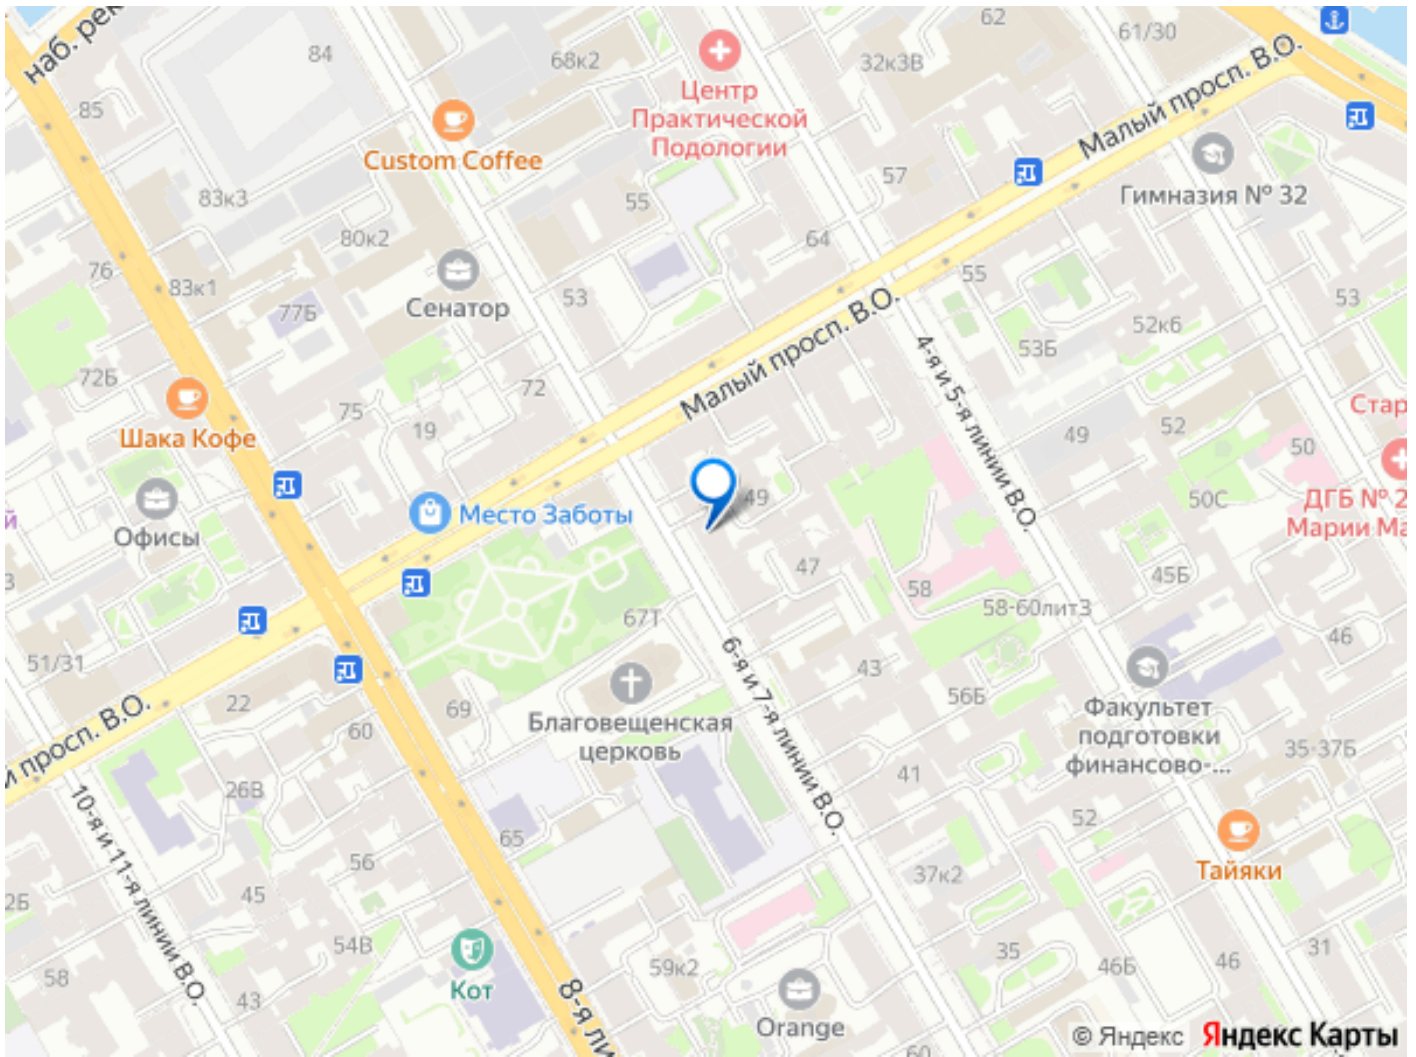 наб. рек
84
68к2
62
61/30
32к3В
85
Центр
Практической
Подологии
Малый просп. В.О.
Custom Coffee
57
Гимназия № 32
83к3
55
80к2
64
76
83к1
Сенатор
53
55
53
77Б
Малый просп. В.О.
52к6
53Б
4-я и 5-я линии В.О.
72Б
72
75
19
Стар
Шака Кофе
52
49
50
49
50С
ДГБ № 2
Марии Ма
Место Заботы
й
Офисы
47
45Б
3
58
58-60лит3
67Т
46
51/31
6-я и 7-я линии В.О.
43
22
69
56Б
Благовещенская
церковь
Факультет
подготовки
финансово-...
60
35-37Б
и просп. В.О.
41
26В
52
10-я и 11-я линии В.О.
65
56
37к2
Тайяки
45
2Б
54В
35
31
58
59к2
46Б
46
Кот
43
8-я ли
Orange
60
© Яндекс Яндекс Карты